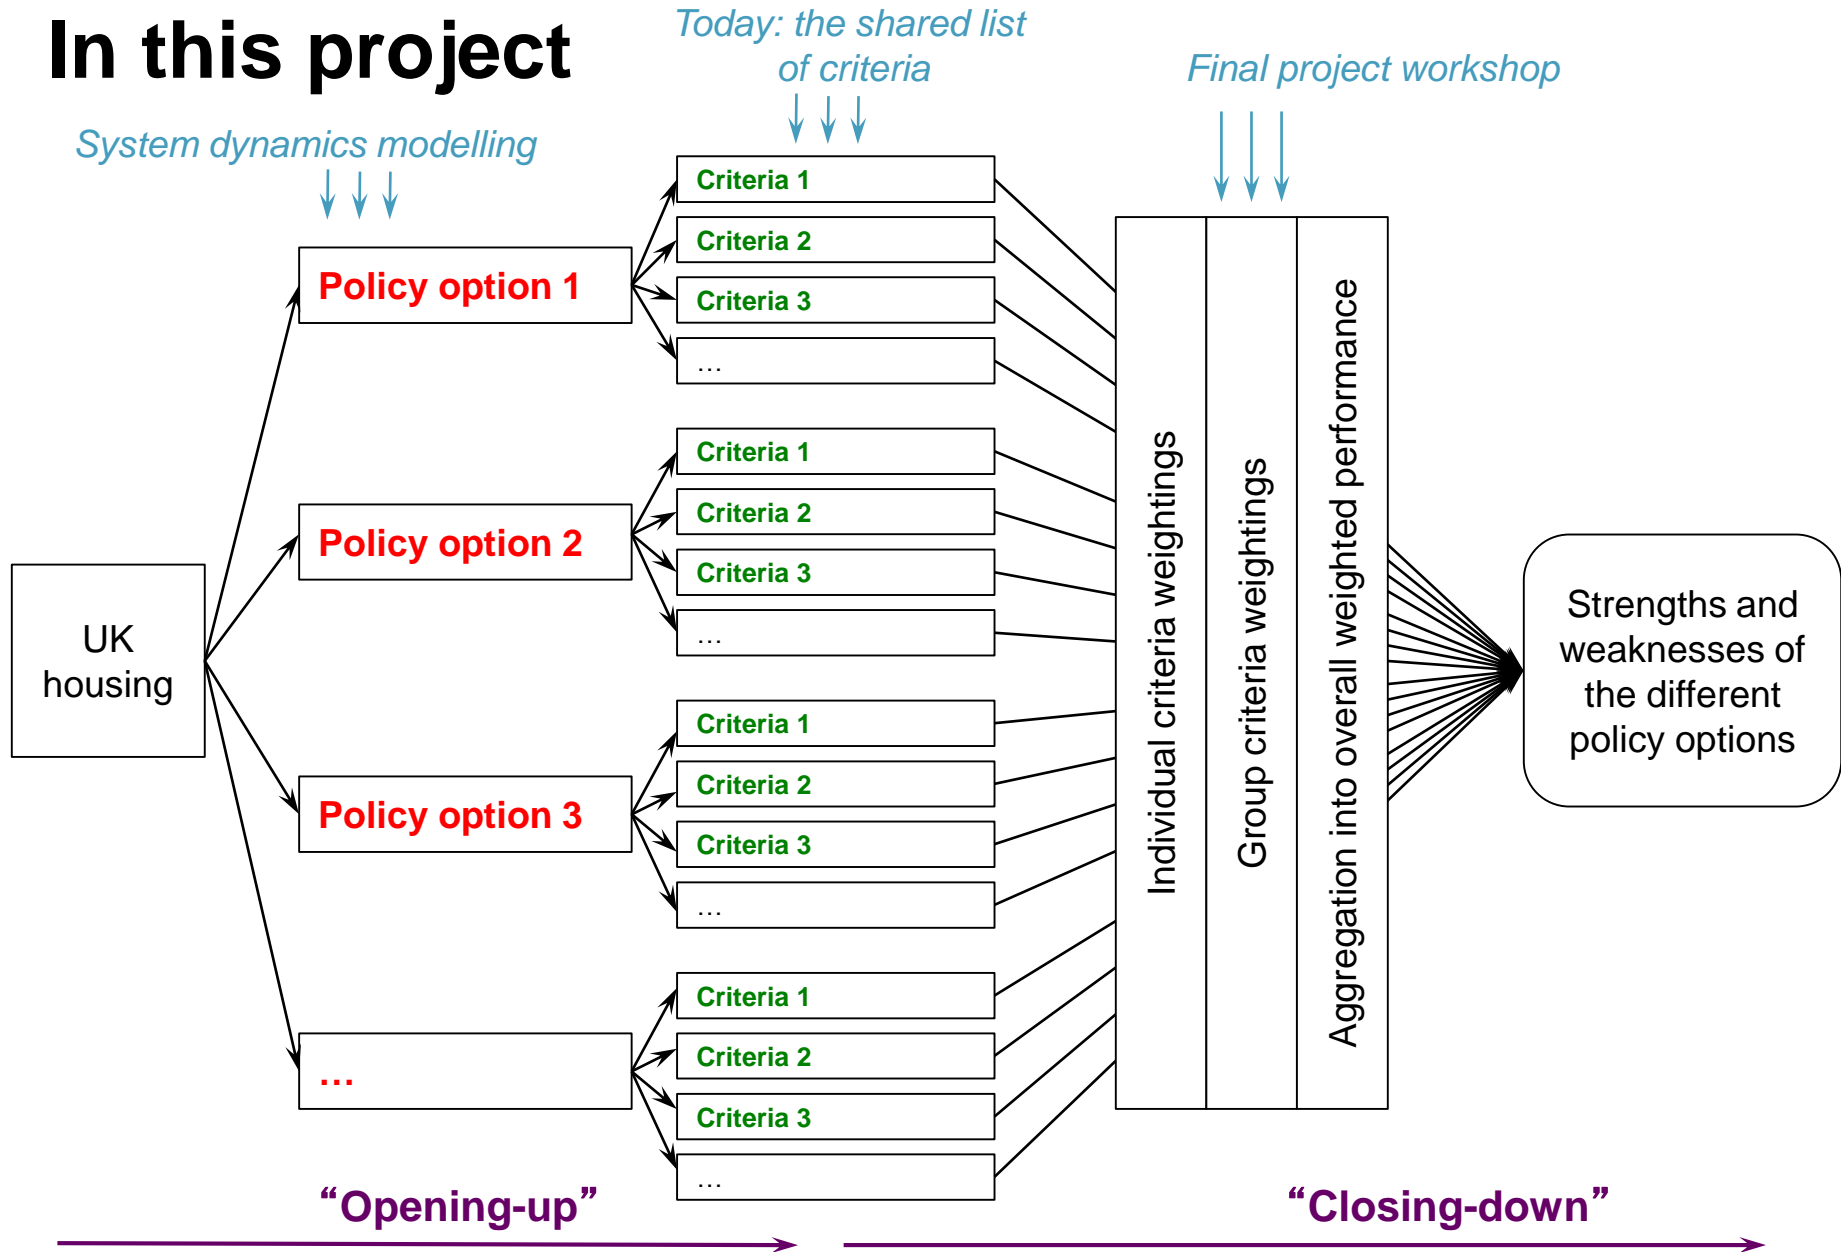 In this project
System dynamics modelling
Today: the shared list
of criteria
Final project workshop
UK
housing
Policy option 1
Criteria 1
Criteria 2
Criteria 3
...
Policy option 2
Criteria 1
Criteria 2
Criteria 3
...
Policy option 3
Criteria 1
Criteria 2
Criteria 3
...
...
Criteria 1
Criteria 2
Criteria 3
...
Individual criteria weightings
Group criteria weightings
Aggregation into overall weighted performance
Strengths and
weaknesses of
the different
policy options
“Opening-up”
“Closing-down”